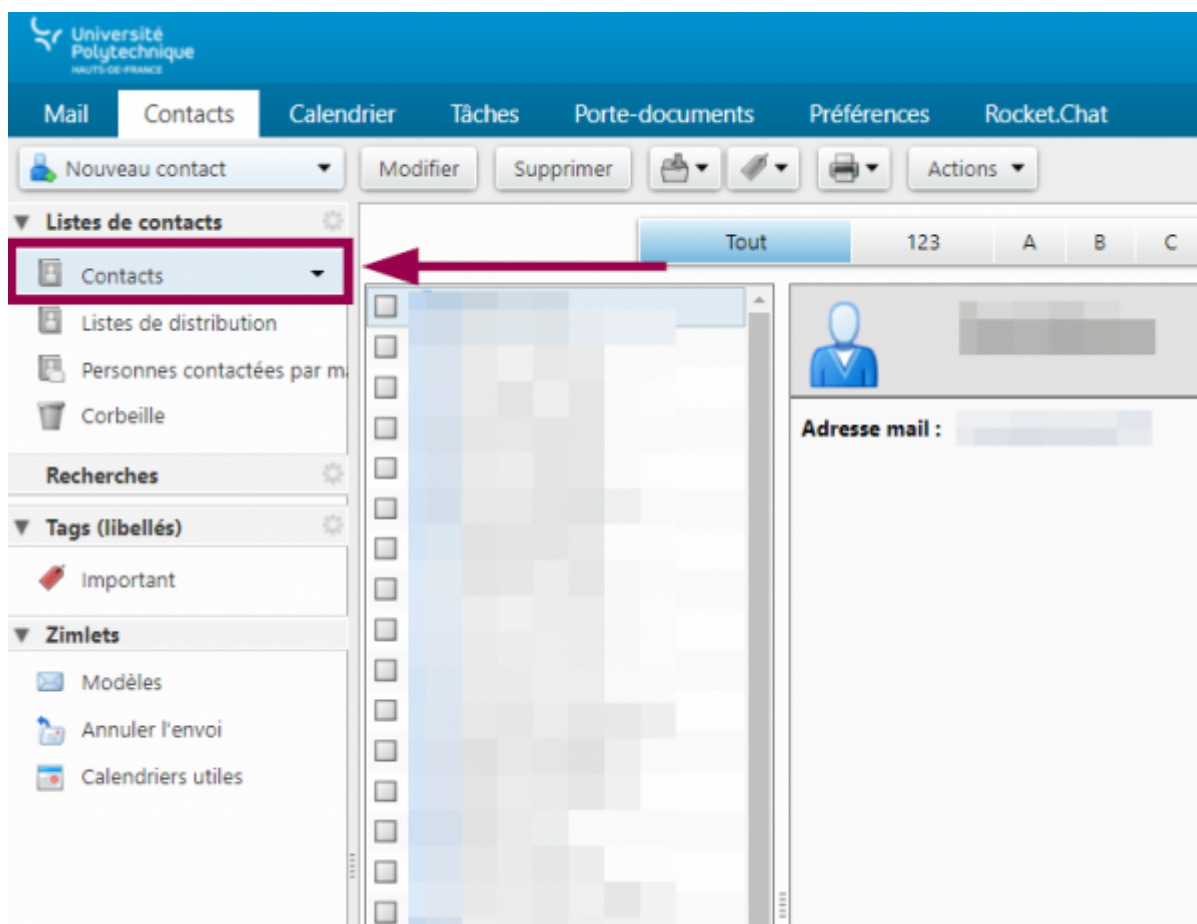 Université
Polytechnique
HAUTS-DE-FRANCE
Mail Contacts Calendrier Tâches Porte-documents Préférences Rocket.Chat
Nouveau contact Modifier Supprimer Actions
Listes de contacts
Tout 123 A B C
Contacts
Listes de distribution
Personnes contactées par m
Corbeille
Adresse mail :
Recherches
Tags (libellés)
Important
Zimlets
Modèles
Annuler l'envoi
Calendriers utiles